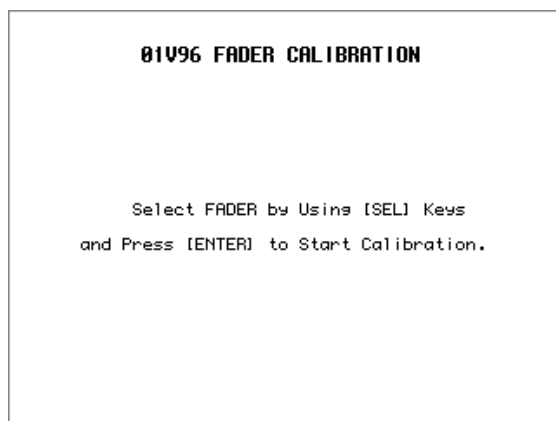 01V96 FADER CALIBRATION
Select FADER by Using [SEL] Keys
and Press [ENTER] to Start Calibration.